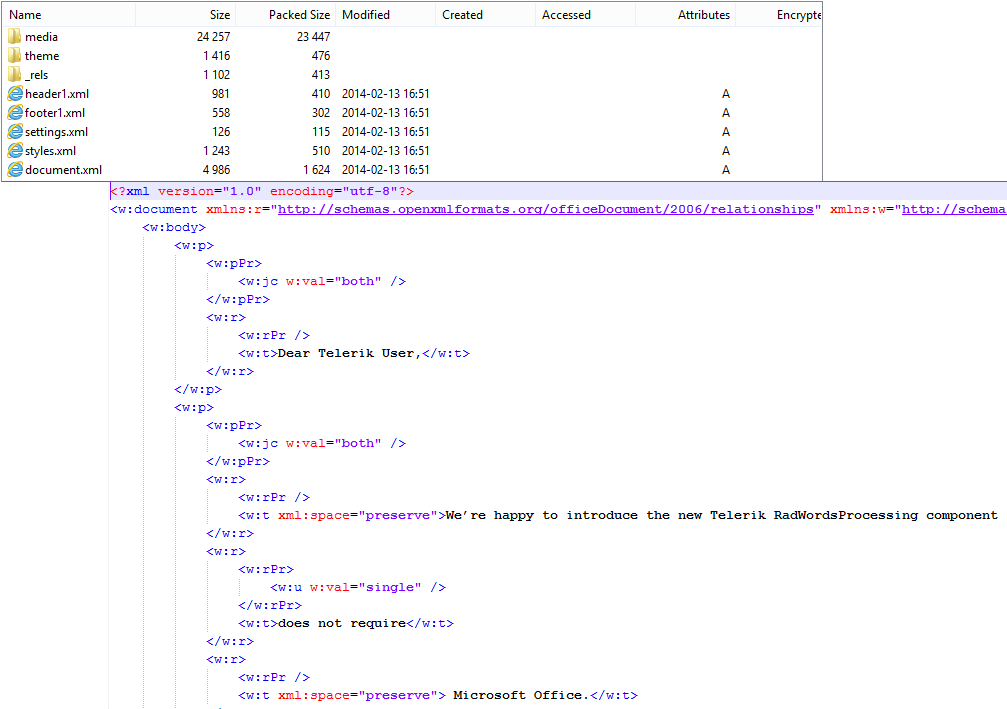 Name Size Packed Size Modified Created Accessed Attributes Encrypte
media 24 257 23 447
theme 1 416 476
_rels 1 102 413
header1.xml 981 410 2014-02-13 16:51 A
footer1.xml 558 302 2014-02-13 16:51 A
settings.xml 126 115 2014-02-13 16:51 A
styles.xml 1 243 510 2014-02-13 16:51 A
document.xml 4 986 1 624 2014-02-13 16:51 A
<?xml version="1.0" encoding="utf-8"?>
<w:document xmlns:r="http://schemas.openxmlformats.org/officeDocument/2006/relationships" xmlns:w="http://schema
<w:body>
<w:p>
<w:pPr>
<w:jc w:val="both" />
</w:pPr>
<w:r>
<w:rPr />
<w:t>Dear Telerik User,</w:t>
</w:r>
</w:p>
<w:p>
<w:pPr>
<w:jc w:val="both" />
</w:pPr>
<w:r>
<w:rPr />
<w:t xml:space="preserve">We’re happy to introduce the new Telerik RadWordsProcessing component
</w:r>
<w:r>
<w:rPr>
<w:u w:val="single" />
</w:rPr>
<w:t>does not require</w:t>
</w:r>
<w:r>
<w:rPr />
<w:t xml:space="preserve"> Microsoft Office.</w:t>